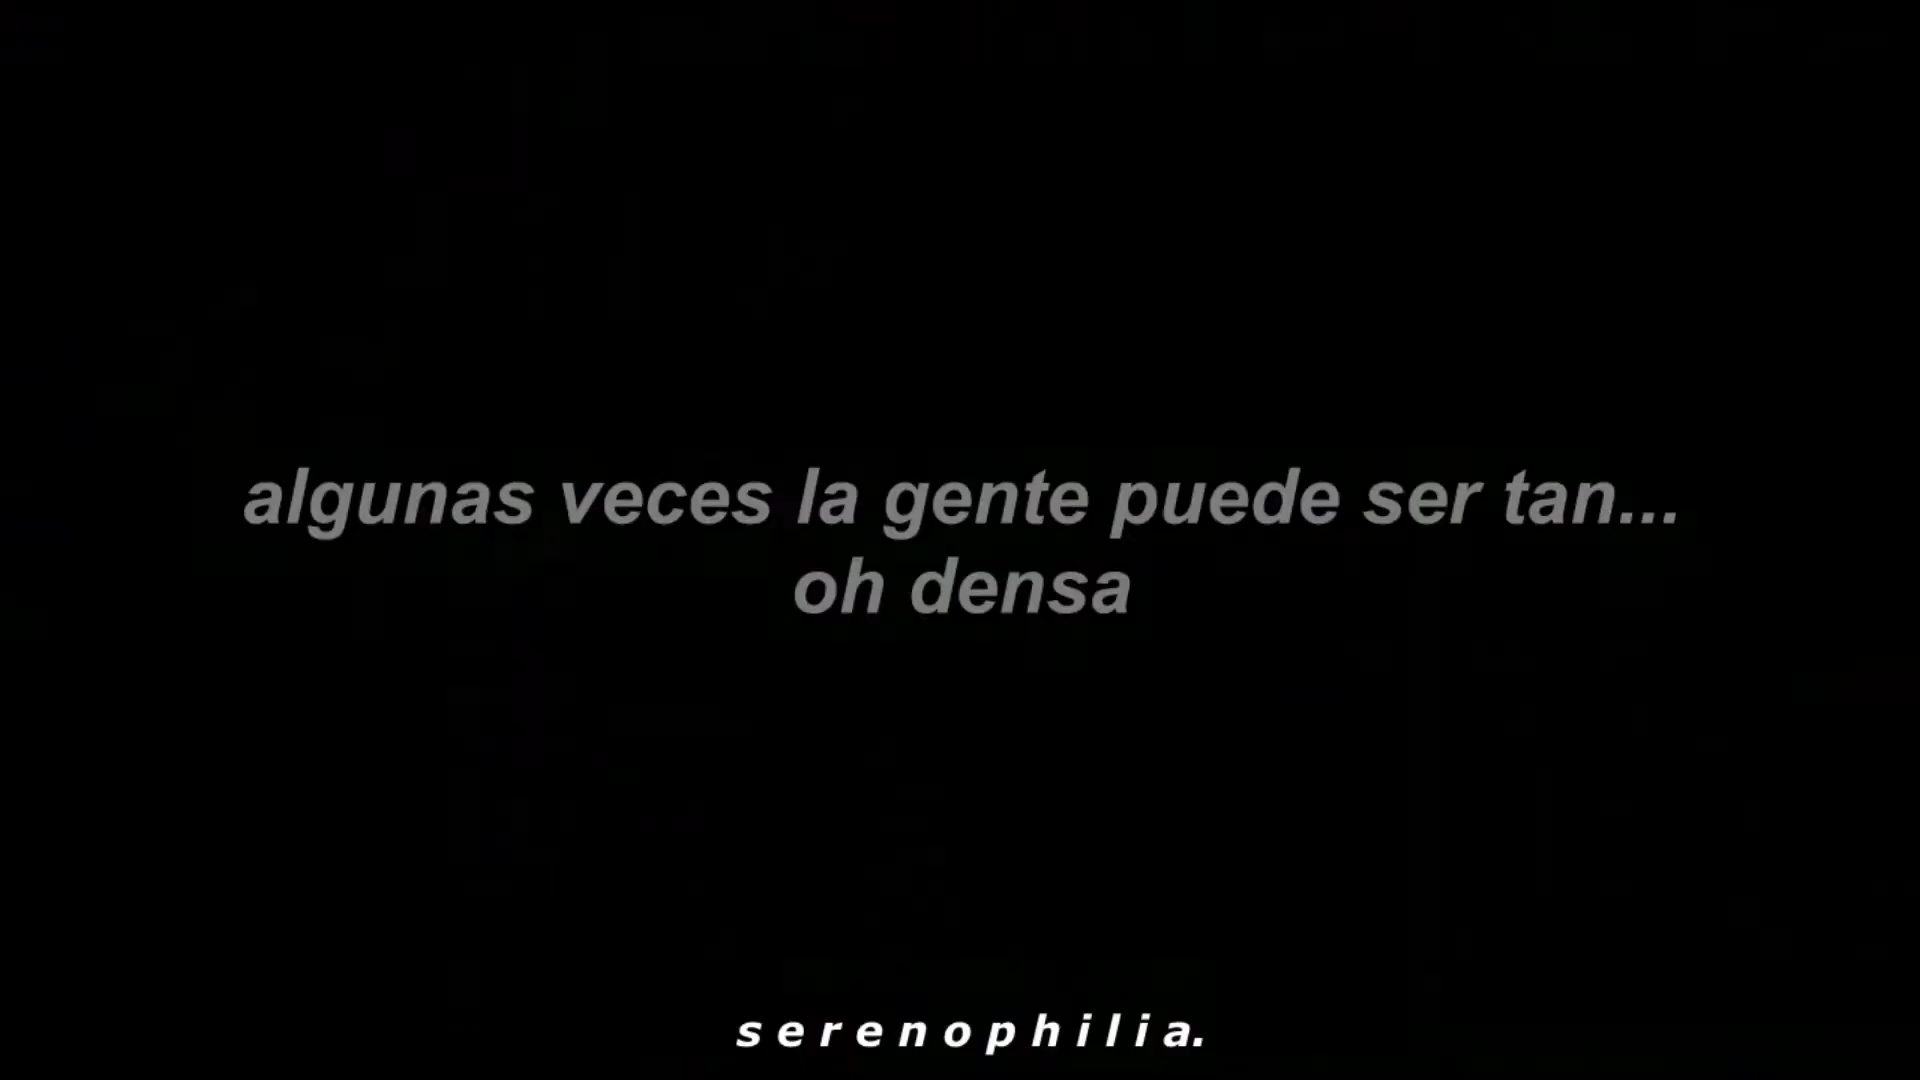 algunas veces la gente puede ser tan...
oh densa
s e r e n o p h i l i a.